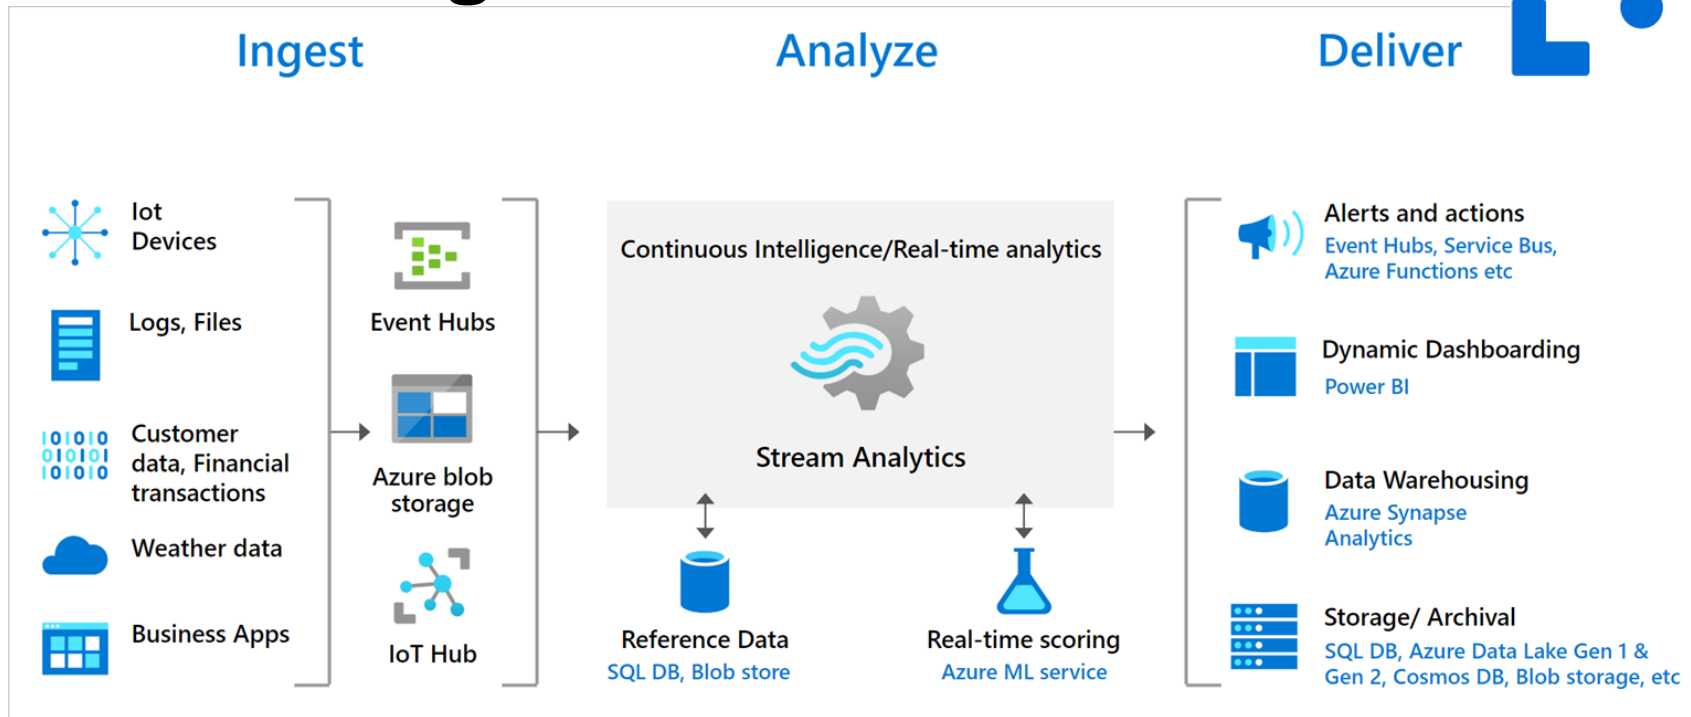 Ingest
Analyze
Deliver
Iot
Devices
Logs, Files
Customer
data, Financial
transactions
Weather data
Business Apps
Event Hubs
Azure blob
storage
IoT Hub
Continuous Intelligence/Real-time analytics
Stream Analytics
Reference Data
SQL DB, Blob store
Real-time scoring
Azure ML service
Alerts and actions
Event Hubs, Service Bus,
Azure Functions etc
Dynamic Dashboarding
Power BI
Data Warehousing
Azure Synapse
Analytics
Storage/ Archival
SQL DB, Azure Data Lake Gen 1 &
Gen 2, Cosmos DB, Blob storage, etc